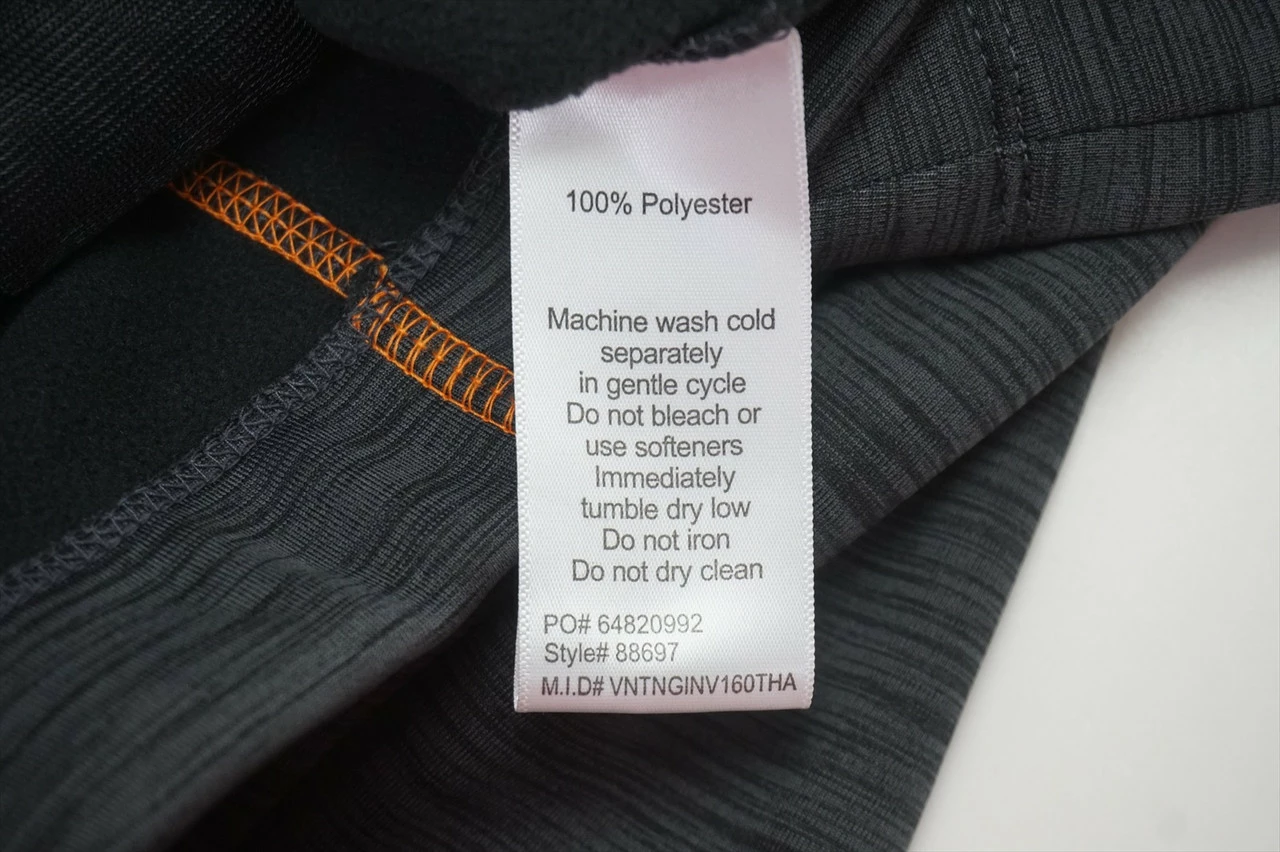 100% Polyester
Machine wash cold
separately
in gentle cycle
Do not bleach or
use softeners
Immediately
tumble dry low
Do not iron
Do not dry clean
PO# 64820992
Style# 88697
M.I.D# VNTNGINV160THA